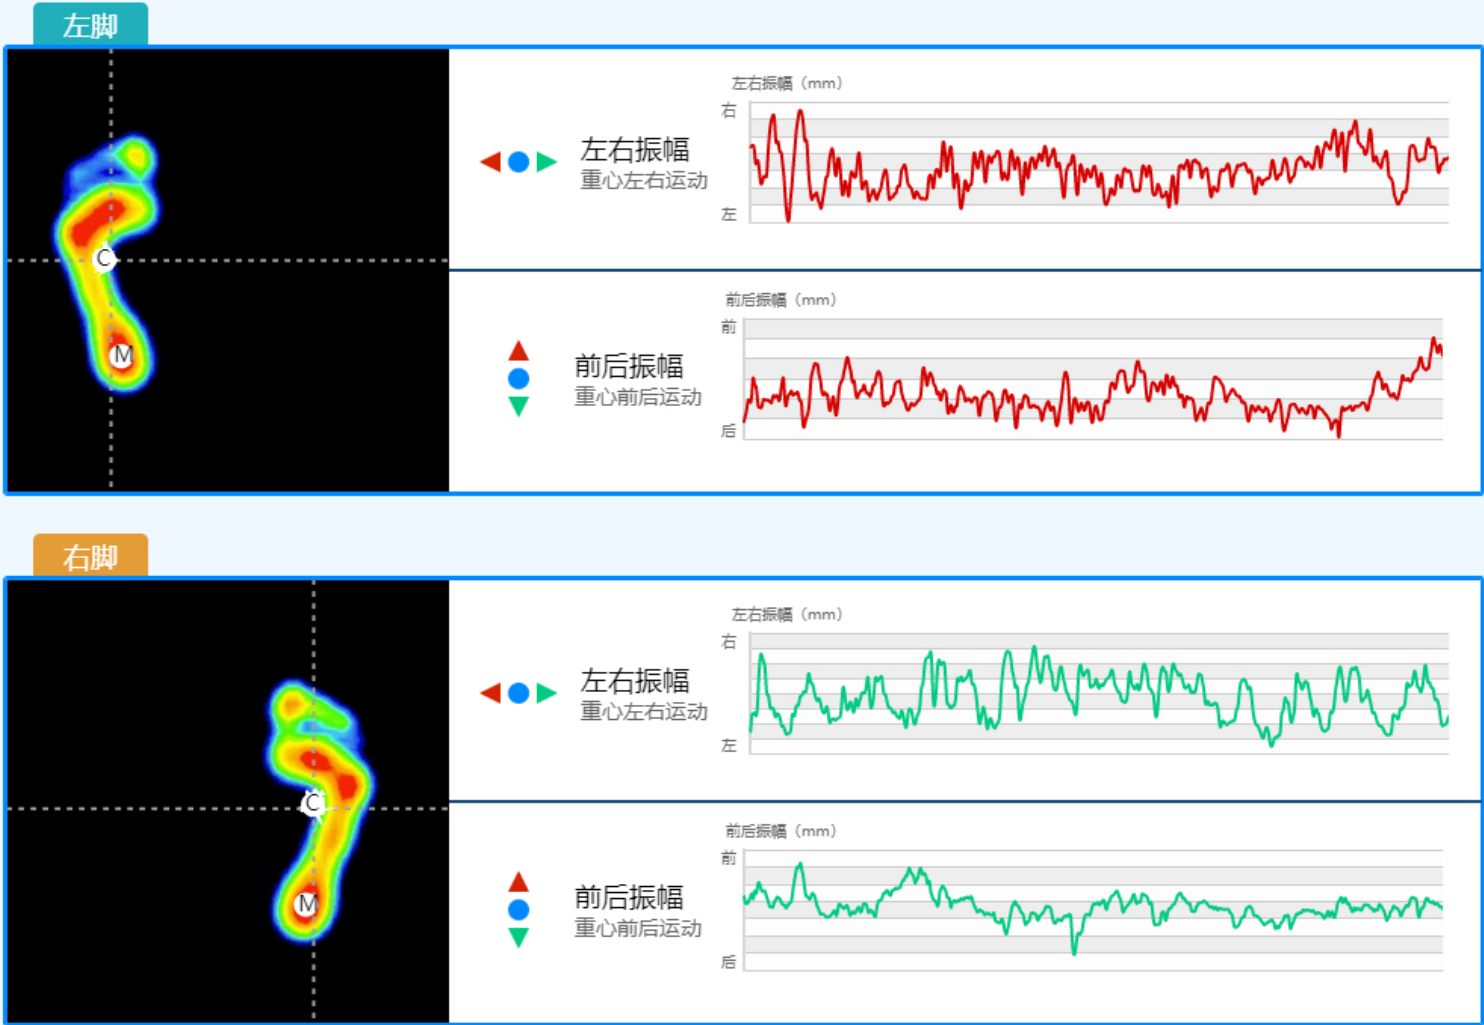 左脚
左右振幅（mm）
右
左右振幅
重心左右运动
左
C
M
前后振幅（mm）
前
前后振幅
重心前后运动
后
右脚
左右振幅（mm）
右
左右振幅
重心左右运动
左
C
M
前后振幅（mm）
前
前后振幅
重心前后运动
后